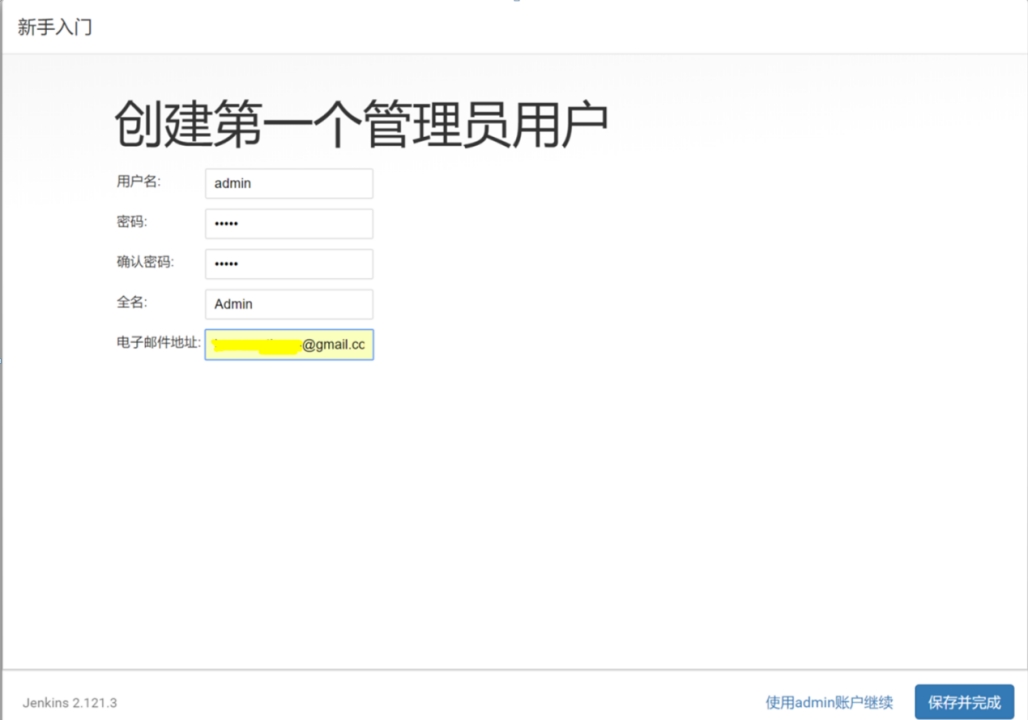 新手入门
创建第一个管理员用户
用户名: admin
密码: •••••
确认密码: •••••
全名: Admin
电子邮件地址: @gmail.cc
Jenkins 2.121.3 使用admin账户继续 保存并完成